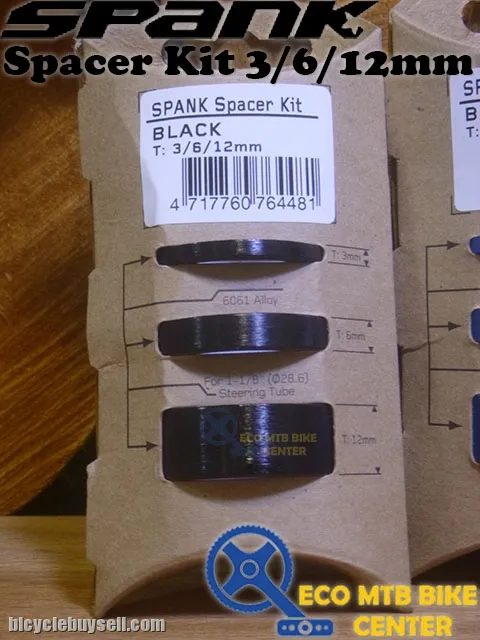 SPANK
Spacer Kit 3/6/12mm
SPANK Spacer Kit
BLACK
T: 3/6/12mm
4 717760 764481
T: 3mm
6061 Alloy
T: 6mm
For 1-1/8" (Ø28.6)
Steering Tube
T: 12mm
ECO MTB BIKE
CENTER
ECO MTB BIKE
CENTER
bicyclebuysell.com
SP
B
T: